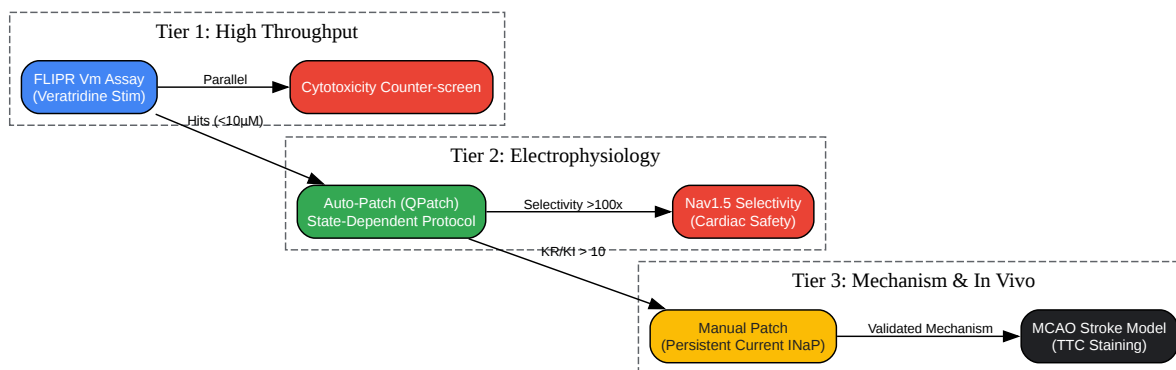 Tier 1: High Throughput
FLIPR Vm Assay
(Veratridine Stim)
Parallel
Cytotoxicity Counter-screen
Hits (<10μM)
Tier 2: Electrophysiology
Auto-Patch (QPatch)
State-Dependent Protocol
Selectivity >100x
Nav1.5 Selectivity
(Cardiac Safety)
KR/KI > 10
Tier 3: Mechanism & In Vivo
Manual Patch
(Persistent Current INaP)
Validated Mechanism
MCAO Stroke Model
(TTC Staining)